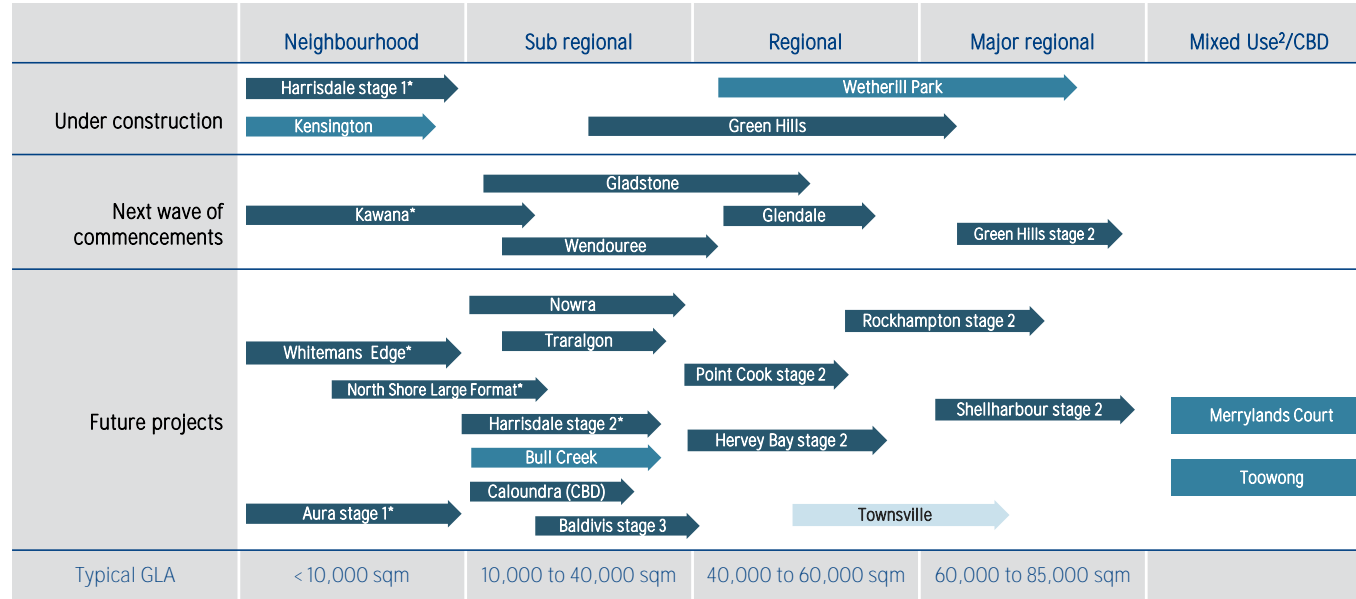 Neighbourhood
Sub regional
Regional
Major regional
Mixed Use²/CBD
Under construction
Harrisdale stage 1*
Wetherill Park
Kensington
Green Hills
Next wave of
commencements
Gladstone
Kawana*
Glendale
Wendouree
Green Hills stage 2
Future projects
Nowra
Rockhampton stage 2
Traralgon
Whitemans Edge*
Point Cook stage 2
North Shore Large Format*
Shellharbour stage 2
Merrylands Court
Harrisdale stage 2*
Hervey Bay stage 2
Bull Creek
Toowong
Caloundra (CBD)
Aura stage 1*
Townsville
Baldivis stage 3
Typical GLA
< 10,000 sqm
10,000 to 40,000 sqm
40,000 to 60,000 sqm
60,000 to 85,000 sqm